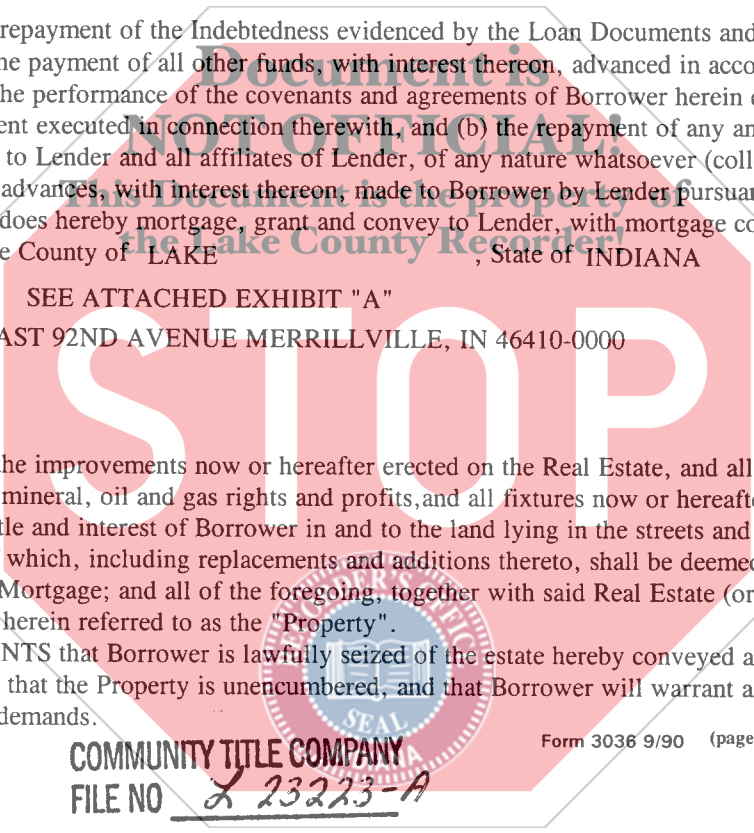 repayment of the Indebtedness evidenced by the Loan Documents and
he payment of all other funds, with interest thereon, advanced in acco
Document is
he performance of the covenants and agreements of Borrower herein
ent executed in connection therewith, and (b) the repayment of any an
NOT OFFICIAL!
to Lender and all affiliates of Lender, of any nature whatsoever (coll
advances, with interest thereon, made to Borrower by Lender pursuan
This Document is the property of
does hereby mortgage, grant and convey to Lender, with mortgage co
the Lake County Recorder!
e County of LAKE , State of INDIANA
SEE ATTACHED EXHIBIT "A"
AST 92ND AVENUE MERRILLVILLE, IN 46410-0000
STOP
he improvements now or hereafter erected on the Real Estate, and all
mineral, oil and gas rights and profits,and all fixtures now or hereafte
tle and interest of Borrower in and to the land lying in the streets and
which, including replacements and additions thereto, shall be deemed
Mortgage; and all of the foregoing, together with said Real Estate (or
herein referred to as the "Property".
NTS that Borrower is lawfully seized of the estate hereby conveyed a
that the Property is unencumbered, and that Borrower will warrant a
demands.
RECORDER'S OFFICE
SEAL
INDIANA
Form 3036 9/90 (page
COMMUNITY TITLE COMPANY
FILE NO L 23223-A